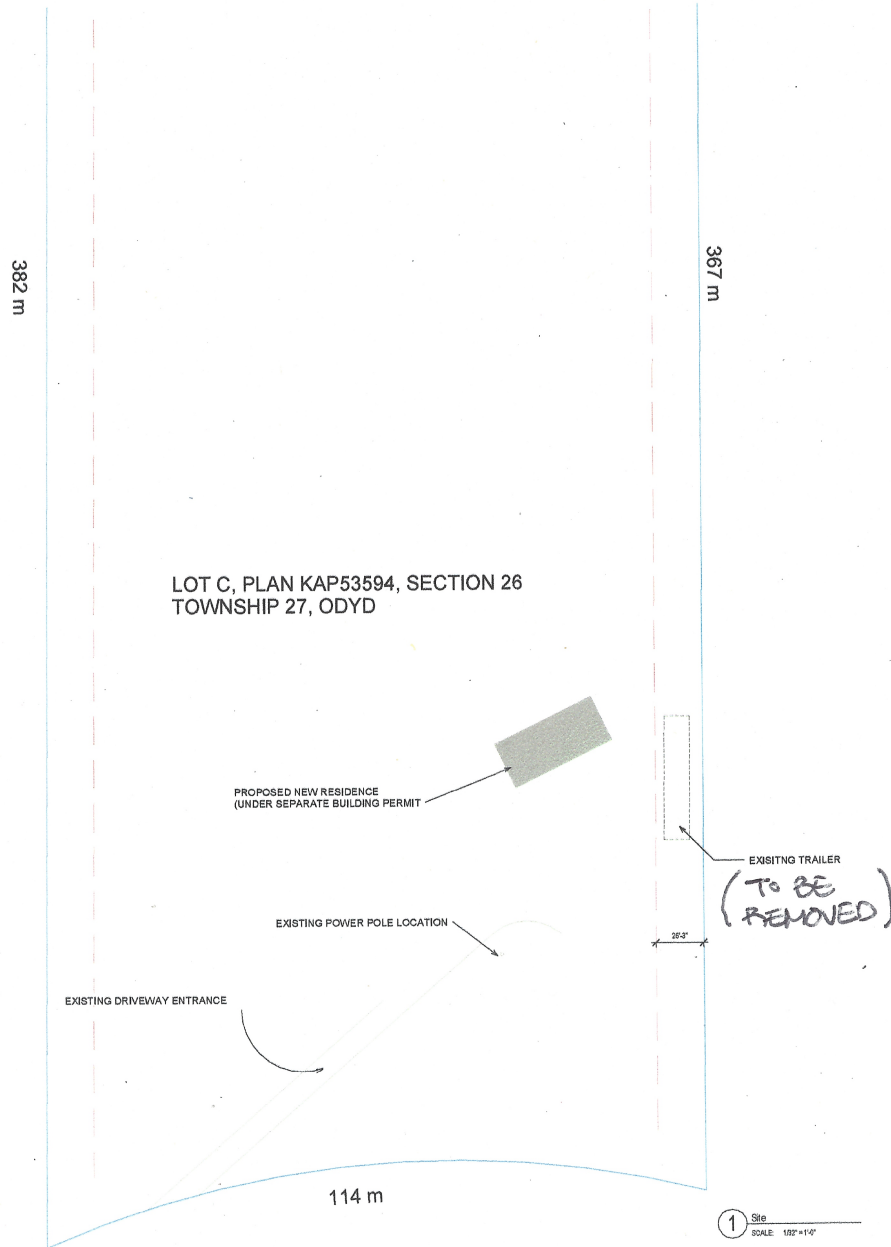 382 m
367 m
LOT C, PLAN KAP53594, SECTION 26
TOWNSHIP 27, ODYD
PROPOSED NEW RESIDENCE
(UNDER SEPARATE BUILDING PERMIT
EXISITNG TRAILER
(TO BE
REMOVED)
EXISTING POWER POLE LOCATION
26'-3"
EXISTING DRIVEWAY ENTRANCE
114 m
1 Site
SCALE: 1/32" = 1'-0"